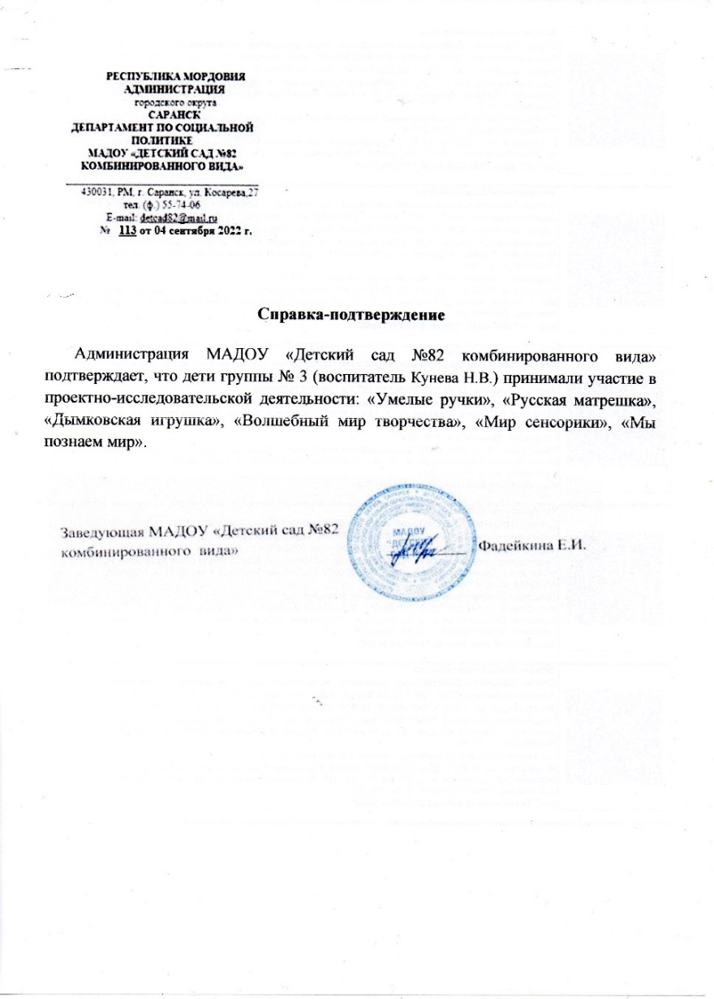 РЕСПУБЛИКА МОРДОВИЯ
АДМИНИСТРАЦИЯ
городского округа
САРАНСК
ДЕПАРТАМЕНТ ПО СОЦИАЛЬНОЙ
ПОЛИТИКЕ
МАДОУ «ДЕТСКИЙ САД №82
КОМБИНИРОВАННОГО ВИДА»
430031, РМ, г. Саранск, ул. Косарева,27
тел. (ф.) 55-74-06
E-mail: detcad82@mail.ru
№ 113 от 04 сентября 2022 г.
Справка-подтверждение
Администрация МАДОУ «Детский сад №82 комбинированного вида»
подтверждает, что дети группы № 3 (воспитатель Кунева Н.В.) принимали участие в
проектно-исследовательской деятельности: «Умелые ручки», «Русская матрешка»,
«Дымковская игрушка», «Волшебный мир творчества», «Мир сенсорики», «Мы
познаем мир».
Заведующая МАДОУ «Детский сад №82
комбинированного вида»
МАДОУ
Фадейкина Е.И.